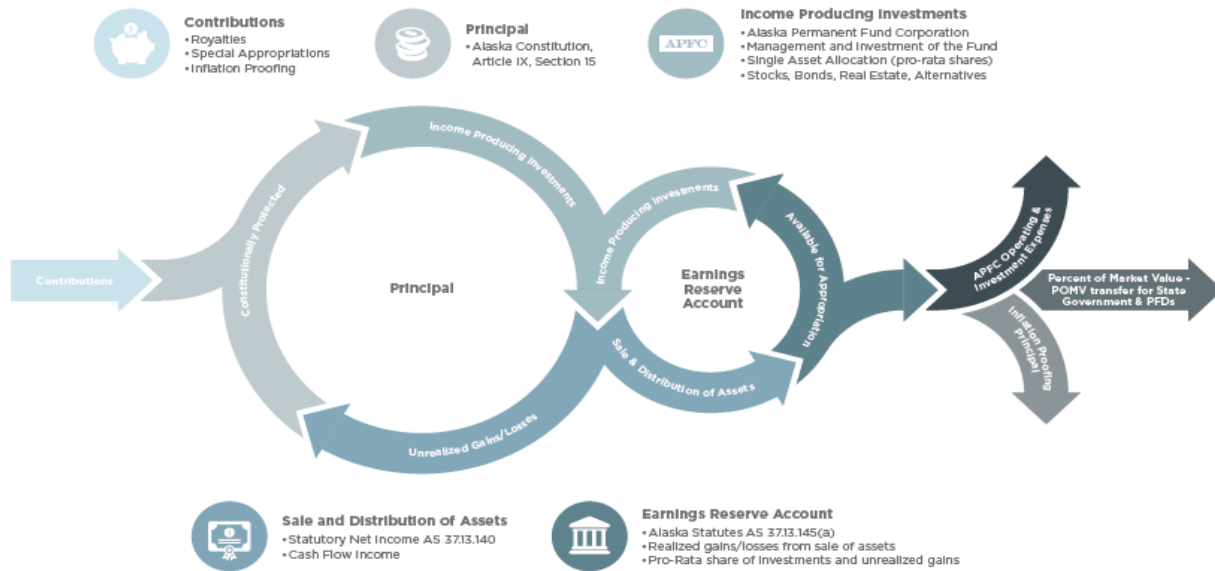 Contributions
• Royalties
• Special Appropriations
• Inflation Proofing
Principal
• Alaska Constitution,
Article IX, Section 15
APFC
Income Producing Investments
• Alaska Permanent Fund Corporation
• Management and Investment of the Fund
• Single Asset Allocation (pro-rata shares)
• Stocks, Bonds, Real Estate, Alternatives
Contributions
Constitutionally Protected
Income Producing Investments
Principal
Unrealized Gains/Losses
Income Producing Investments
Earnings
Reserve
Account
Sale & Distribution of Assets
Available for Appropriation
APFC Operating &
Investment Expenses
Percent of Market Value -
POMV transfer for State
Government & PFDs
Inflation Proofing
Principal
Sale and Distribution of Assets
• Statutory Net Income AS 37.13.140
• Cash Flow Income
Earnings Reserve Account
• Alaska Statutes AS 37.13.145(a)
• Realized gains/losses from sale of assets
• Pro-Rata share of investments and unrealized gains